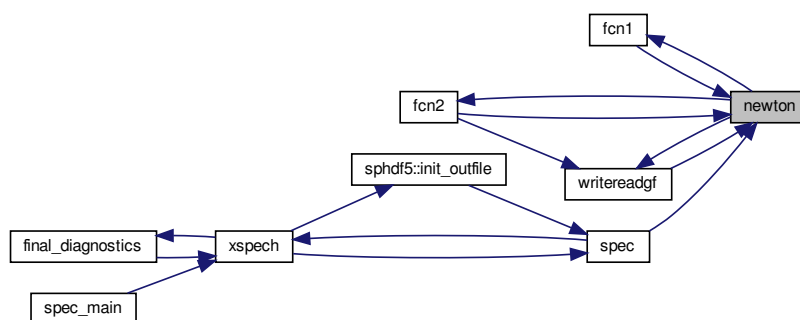 fcn1
newton
fcn2
sphdf5::init_outfile
writereadgf
final_diagnostics
xspech
spec
spec_main